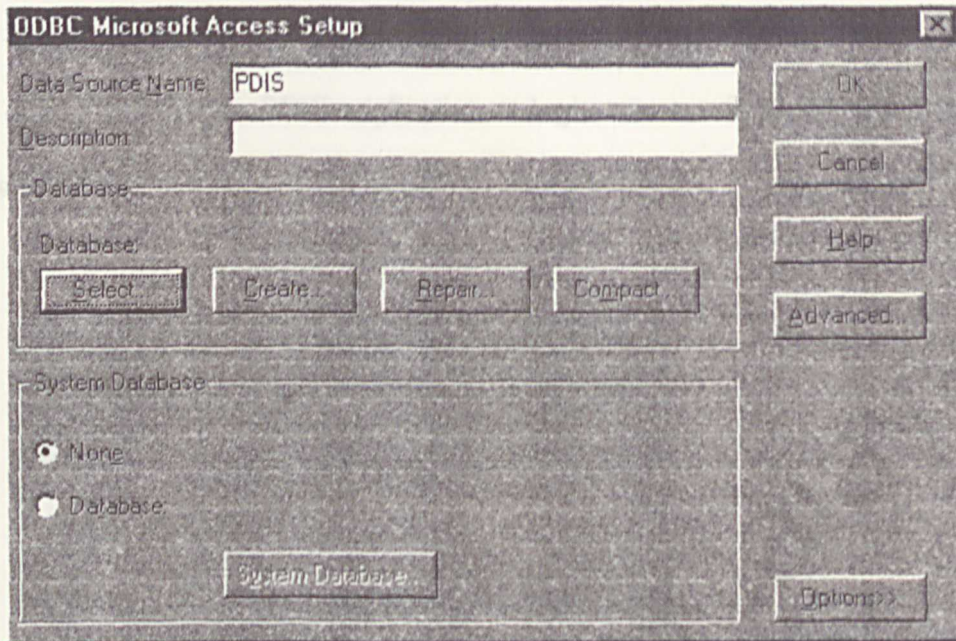 ODBC Microsoft Access Setup
Data Source Name: PDIS
Description:
OK
Cancel
Help
Advanced...
Database
Database:
Select...
Create...
Repair...
Compact...
System Database
None
Database:
System Database...
Options>>